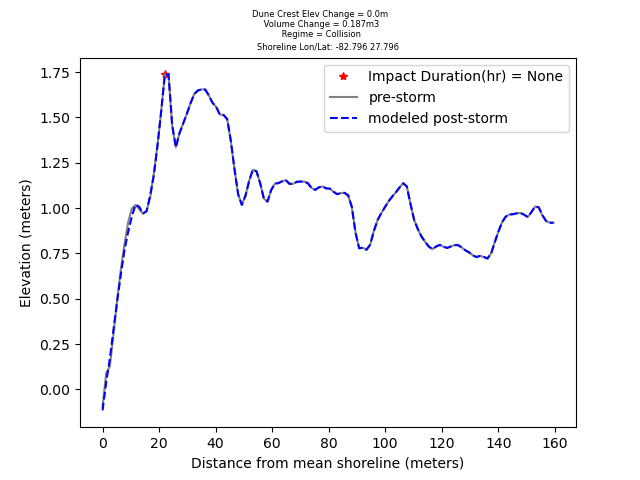 Dune Crest Elev Change = 0.0m
Volume Change = 0.187m3
Regime = Collision
Shoreline Lon/Lat: -82.796 27.796
Impact Duration(hr) = None
pre-storm
modeled post-storm
Elevation (meters)
1.75
1.50
1.25
1.00
0.75
0.50
0.25
0.00
0 20 40 60 80 100 120 140 160
Distance from mean shoreline (meters)